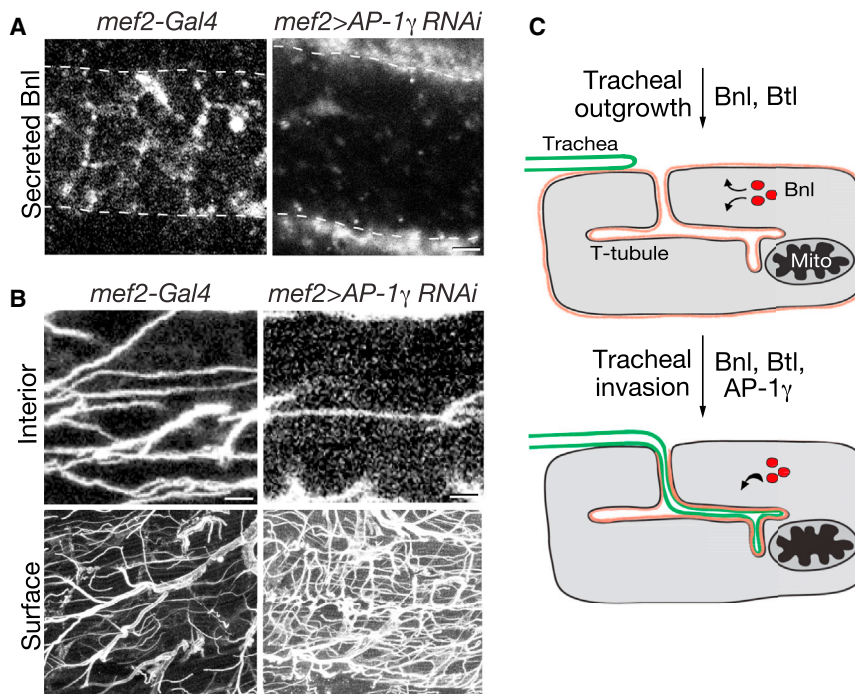 A
mef2-Gal4
mef2>AP-1γ RNAi
Secreted Bnl
B
mef2-Gal4
mef2>AP-1γ RNAi
Interior
Surface
C
Tracheal
outgrowth
Bnl, Btl
Trachea
Bnl
T-tubule
Mito
Tracheal
invasion
Bnl, Btl,
AP-1γ